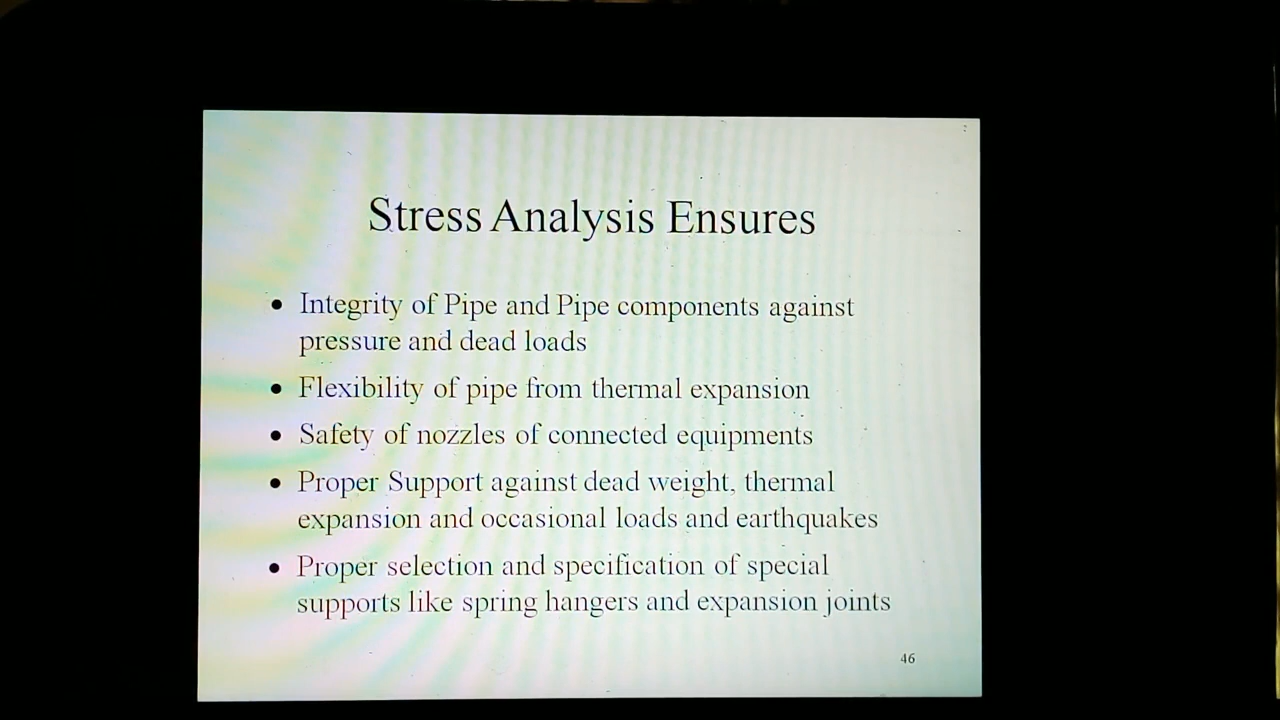 Stress Analysis Ensures
• Integrity of Pipe and Pipe components against
pressure and dead loads
• Flexibility of pipe from thermal expansion
• Safety of nozzles of connected equipments
• Proper Support against dead weight, thermal
expansion and occasional loads and earthquakes
• Proper selection and specification of special
supports like spring hangers and expansion joints
46